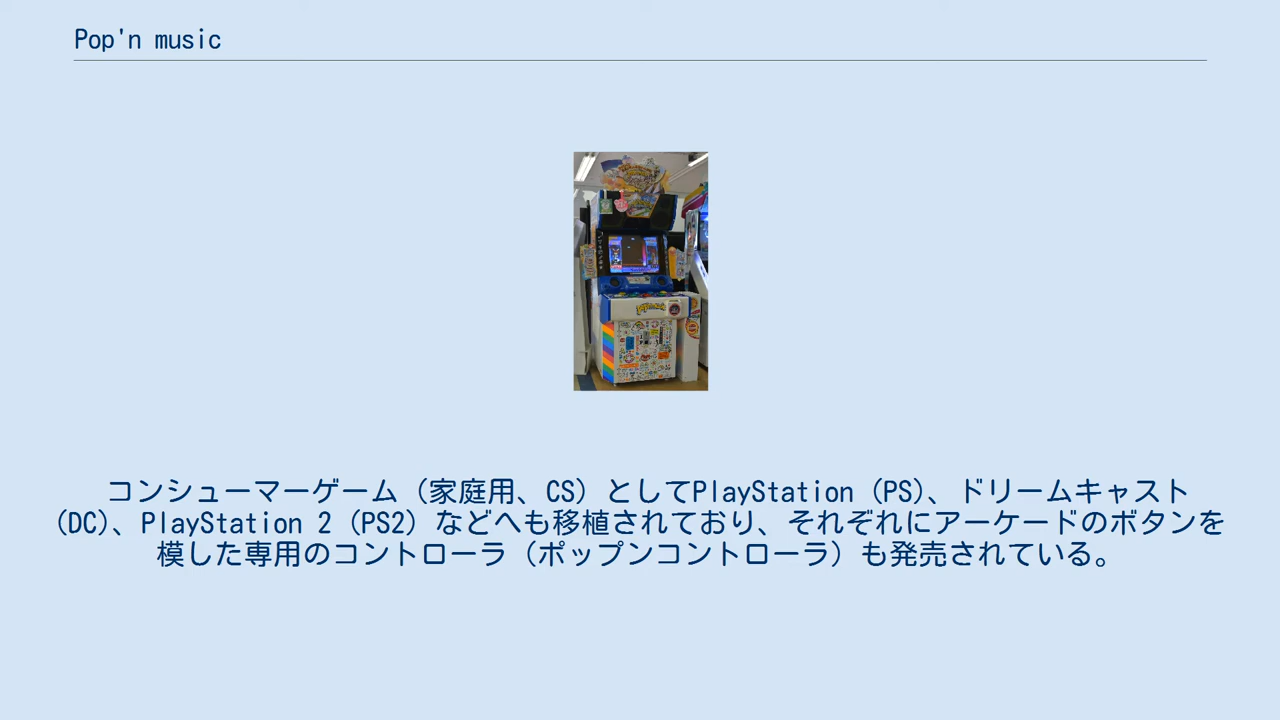 Pop'n music
コンシューマーゲーム（家庭用、CS）としてPlayStation（PS）、ドリームキャスト
（DC）、PlayStation 2（PS2）などへも移植されており、それぞれにアーケードのボタンを
模した専用のコントローラ（ポップンコントローラ）も発売されている。